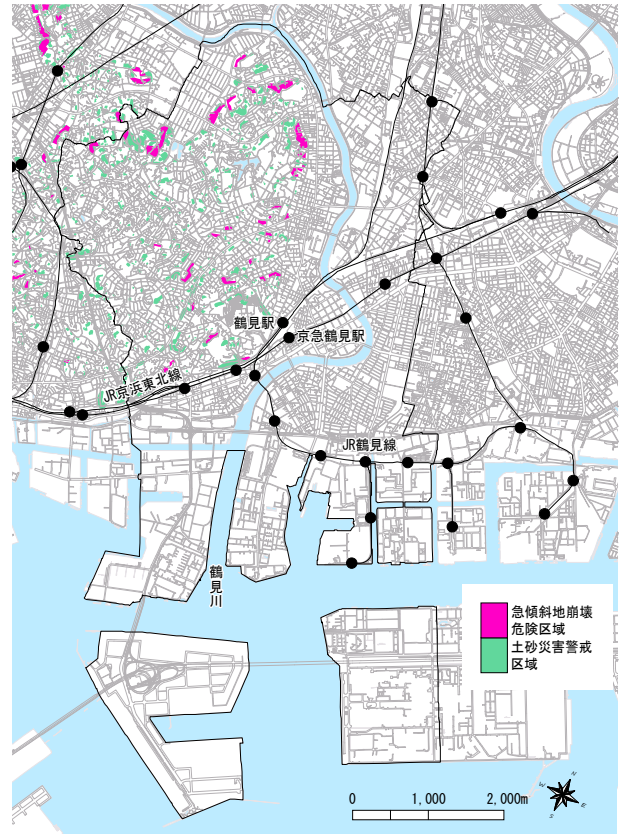 鶴見駅
京急鶴見駅
JR京浜東北線
JR鶴見線
鶴見川
急傾斜地崩壊
危険区域
土砂災害警戒
区域
0 1,000 2,000m
N
W
E
S